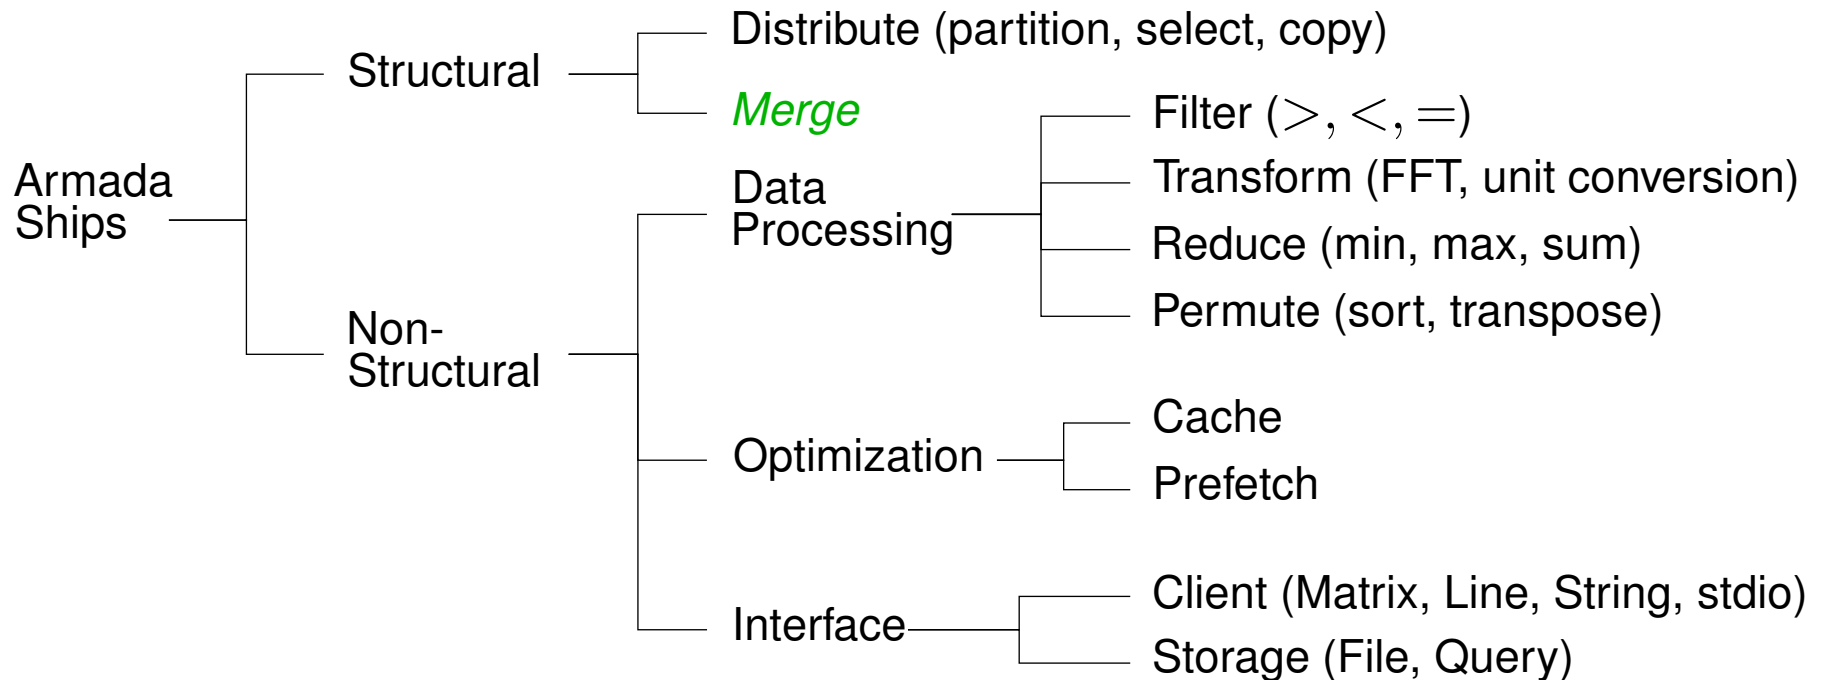 Armada
Ships
Structural
Distribute (partition, select, copy)
Merge
Non-
Structural
Data
Processing
Filter (>, <, =)
Transform (FFT, unit conversion)
Reduce (min, max, sum)
Permute (sort, transpose)
Optimization
Cache
Prefetch
Interface
Client (Matrix, Line, String, stdio)
Storage (File, Query)